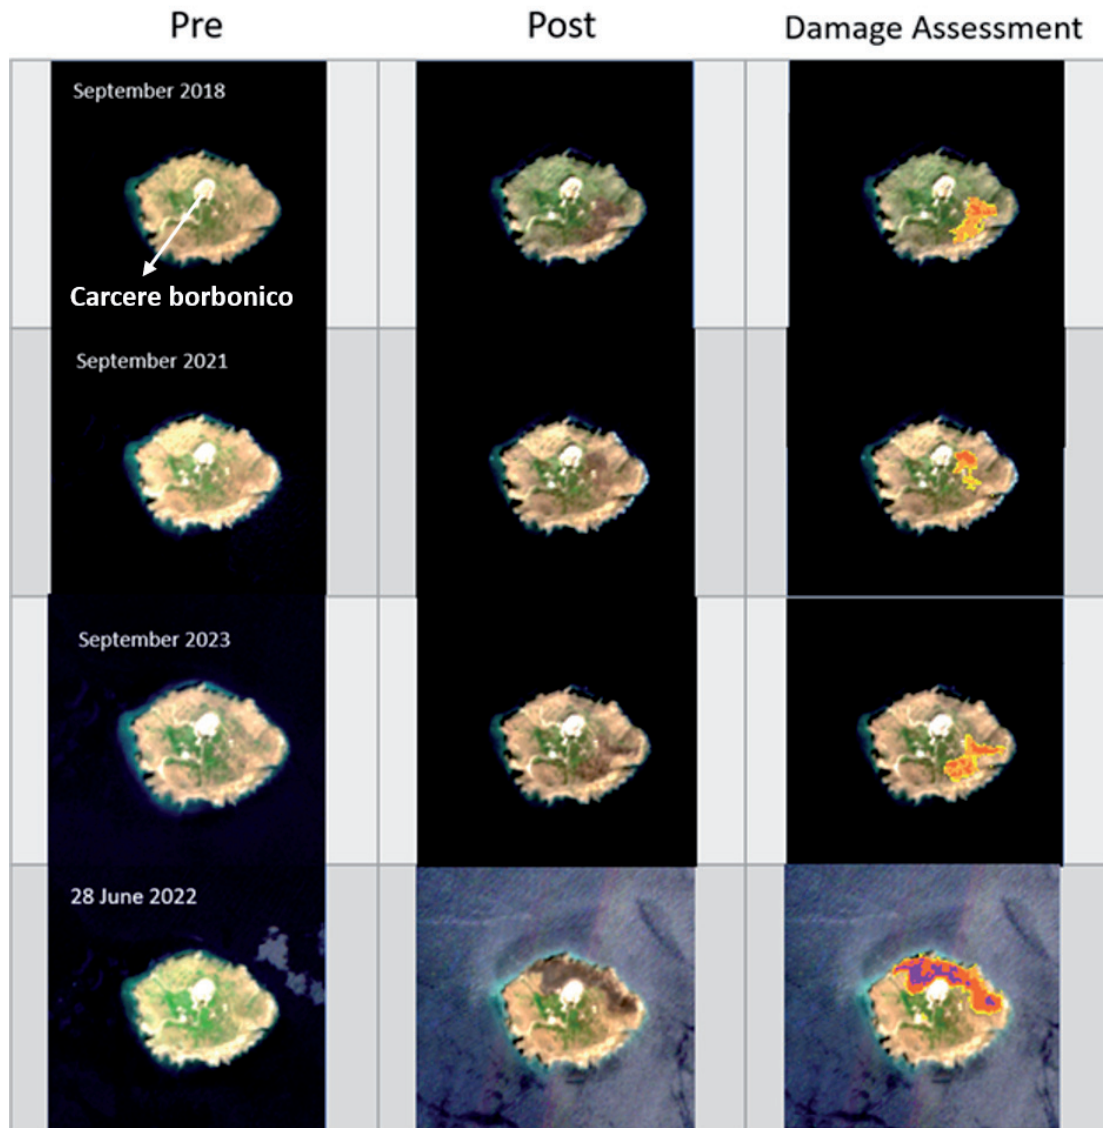 Pre
Post
Damage Assessment
September 2018
Carcere borbonico
September 2021
September 2023
28 June 2022